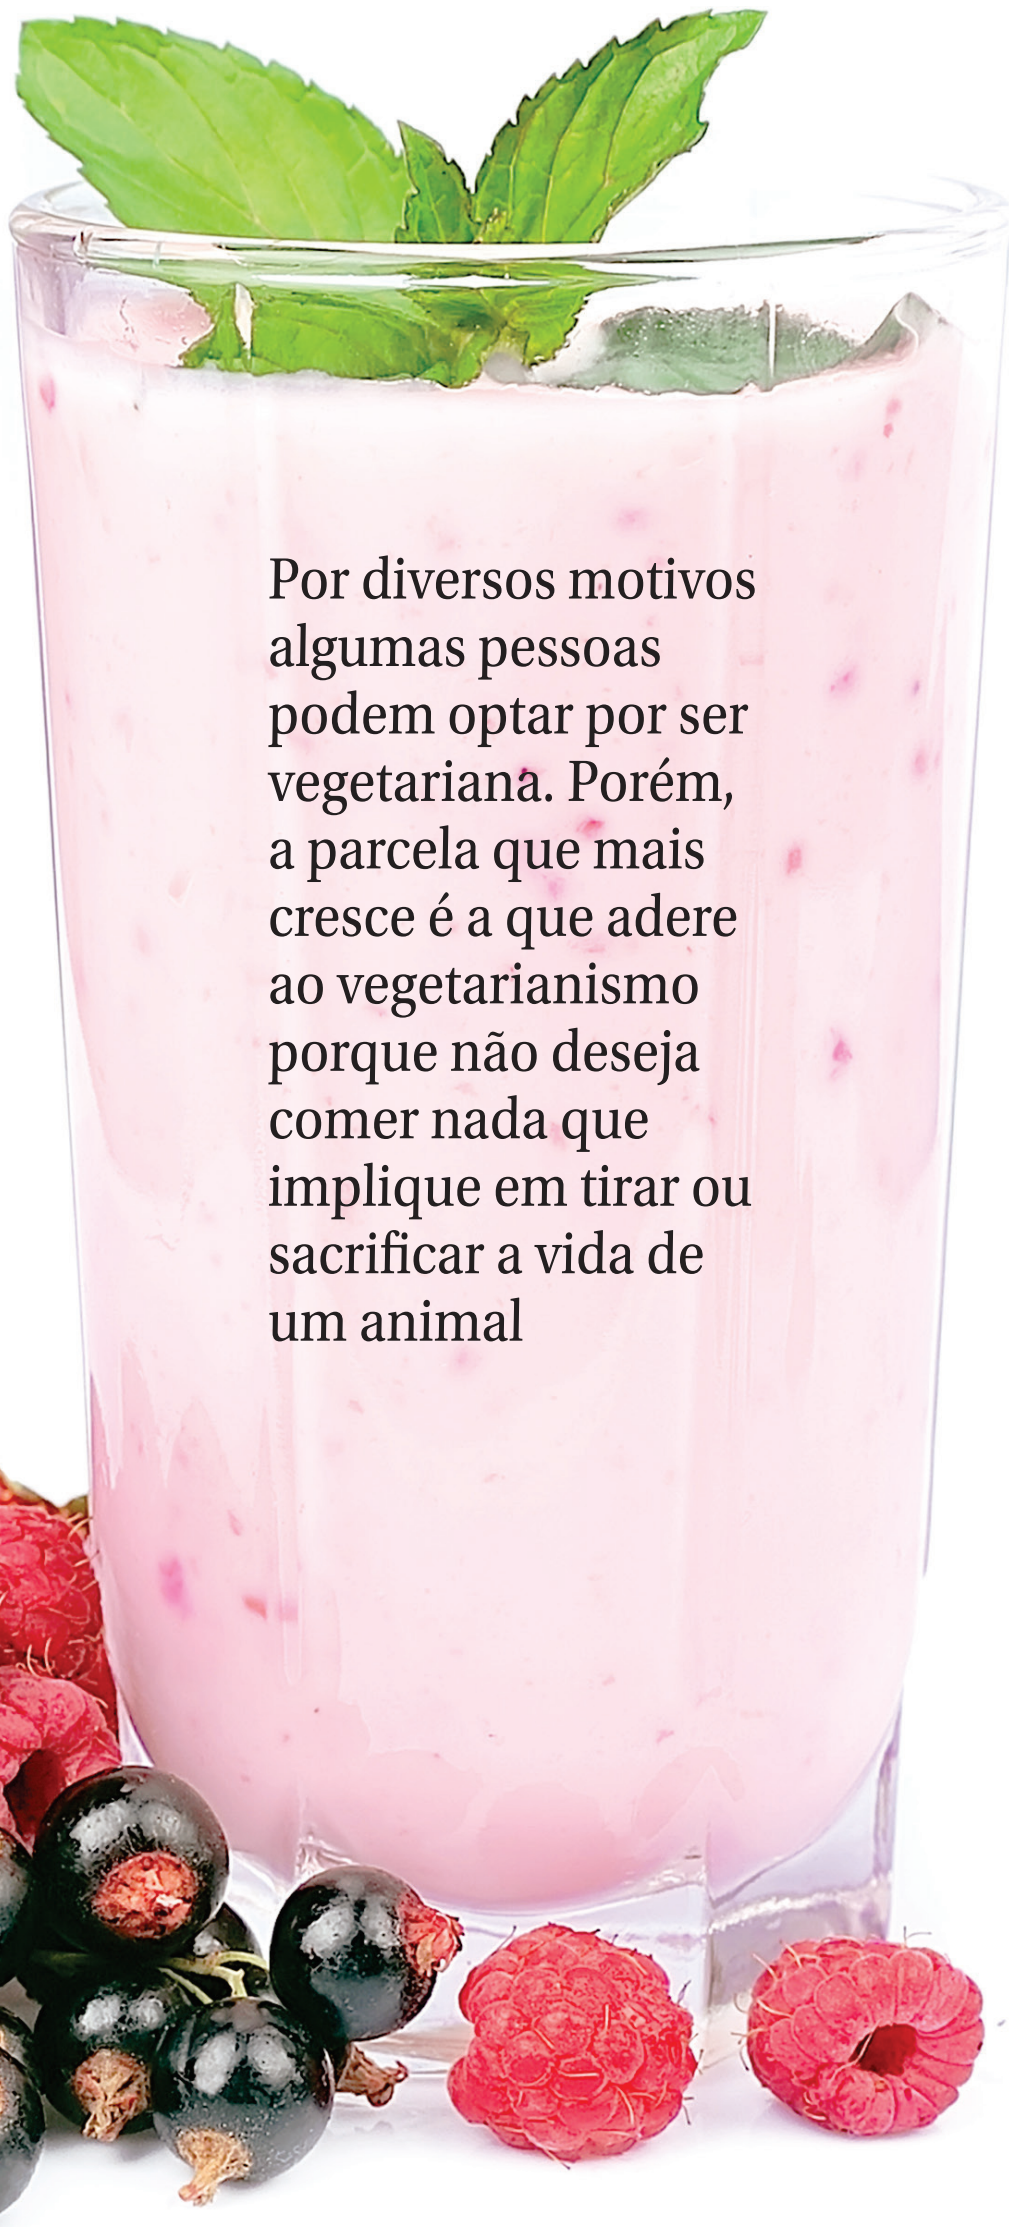 Por diversos motivos
algumas pessoas
podem optar por ser
vegetariana. Porém,
a parcela que mais
cresce é a que adere
ao vegetarianismo
porque não deseja
comer nada que
implique em tirar ou
sacrificar a vida de
um animal